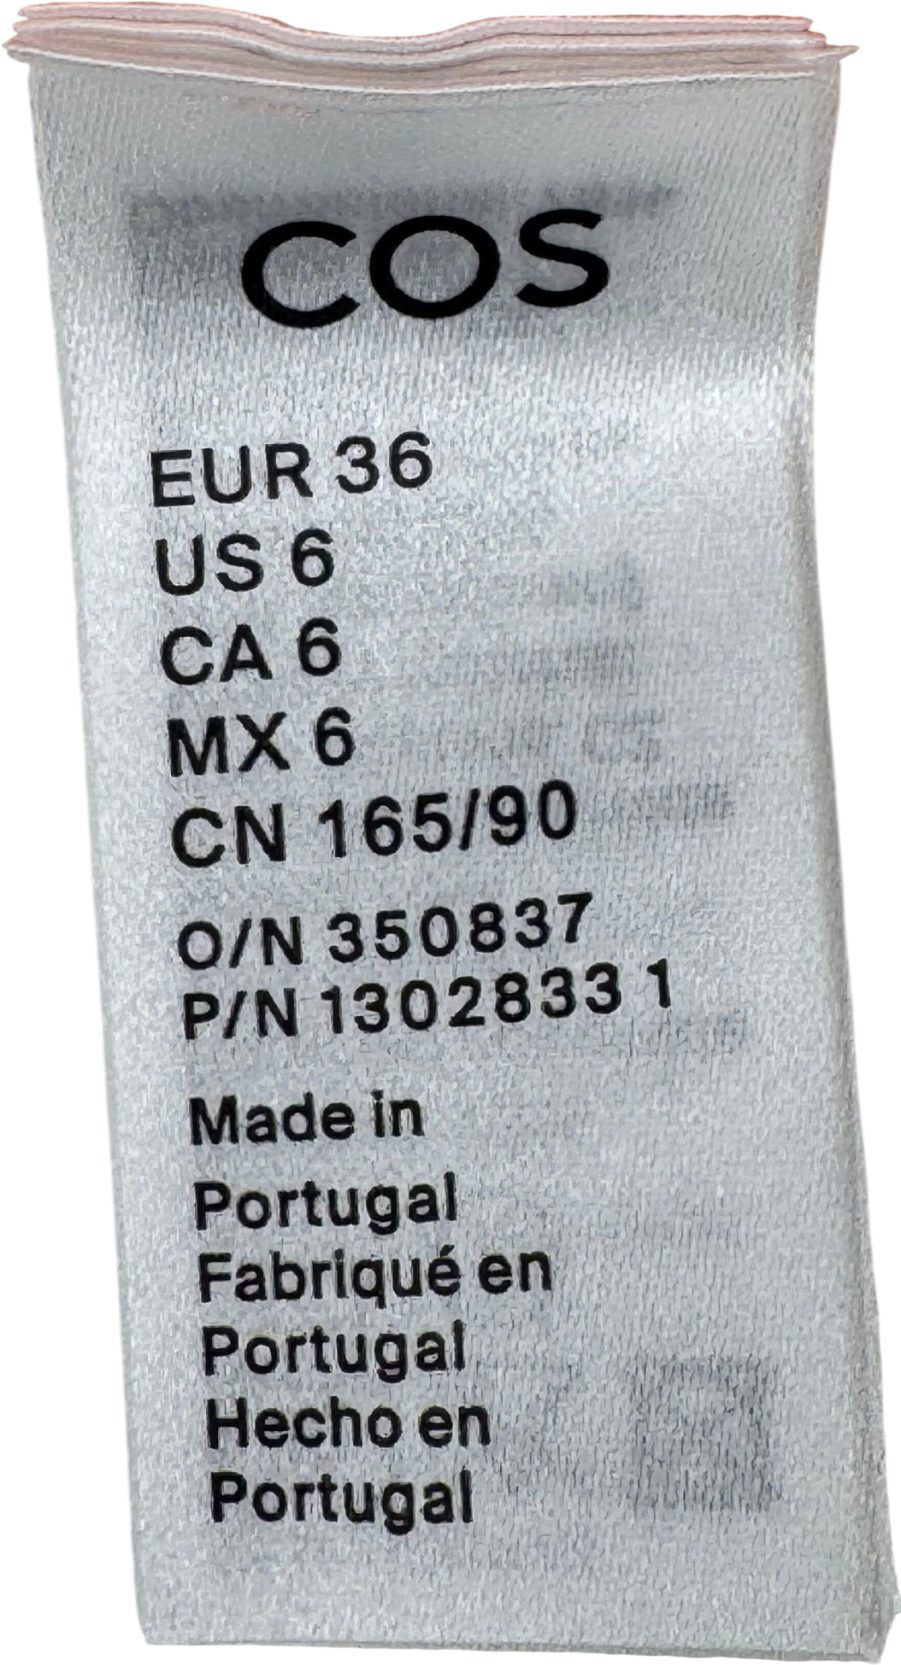 COS
EUR 36
US 6
CA 6
MX 6
CN 165/90
O/N 350837
P/N 1302833 1
Made in
Portugal
Fabriqué en
Portugal
Hecho en
Portugal